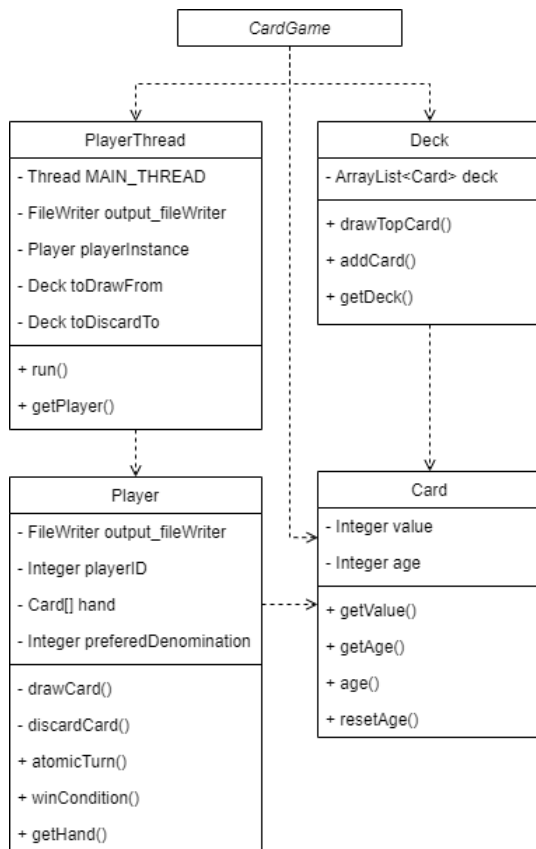 CardGame
PlayerThread
- Thread MAIN_THREAD
- FileWriter output_fileWriter
- Player playerInstance
- Deck toDrawFrom
- Deck toDiscardTo
+ run()
+ getPlayer()
Deck
- ArrayList<Card> deck
+ drawTopCard()
+ addCard()
+ getDeck()
Player
- FileWriter output_fileWriter
- Integer playerID
- Card[] hand
- Integer preferedDenomination
- drawCard()
- discardCard()
+ atomicTurn()
+ winCondition()
+ getHand()
Card
- Integer value
- Integer age
+ getValue()
+ getAge()
+ age()
+ resetAge()